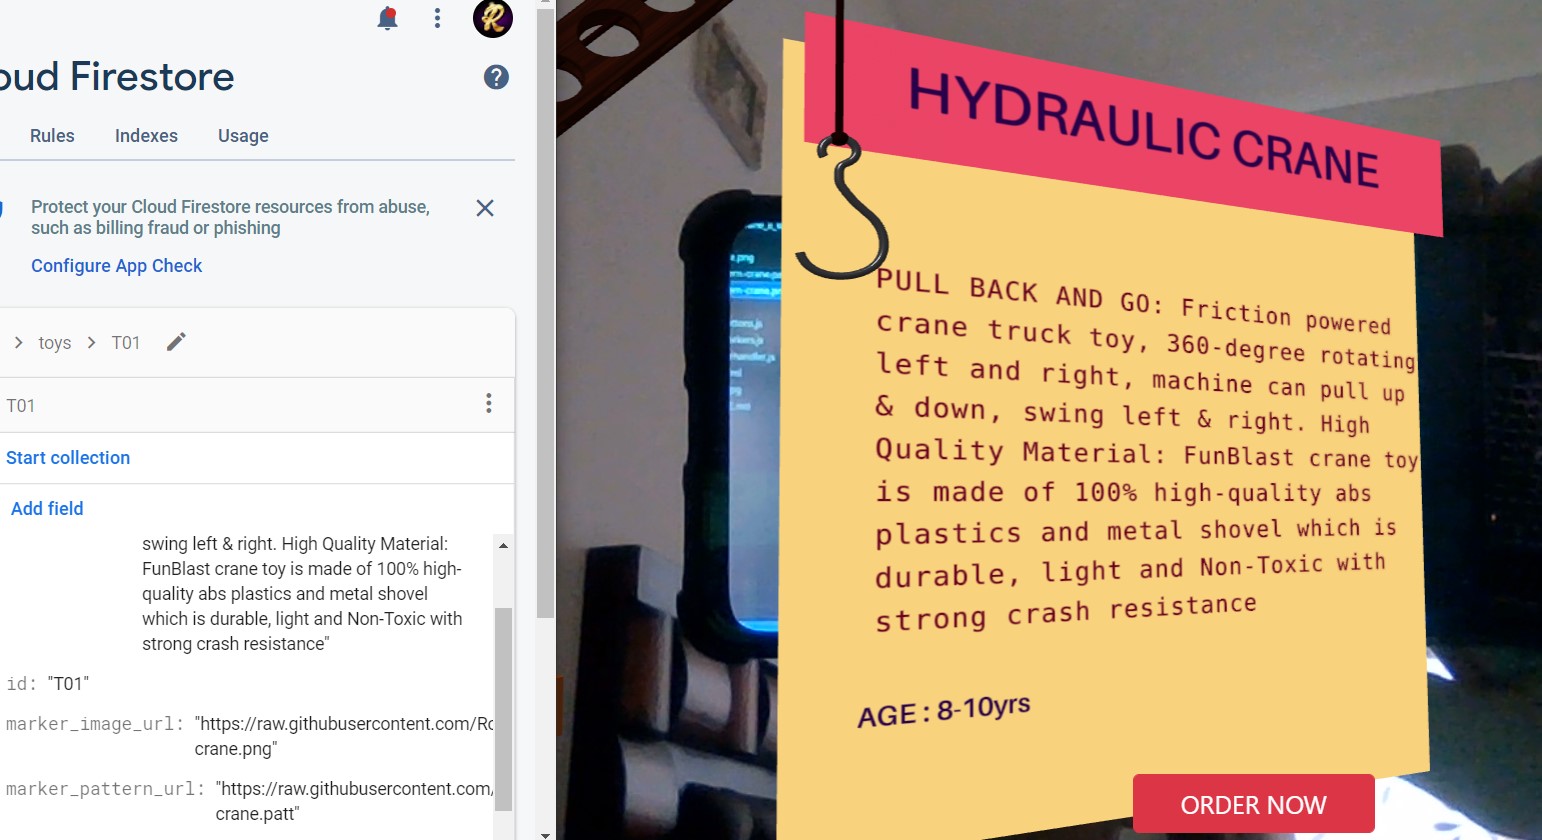 oud Firestore
Rules Indexes Usage
Protect your Cloud Firestore resources from abuse,
such as billing fraud or phishing
Configure App Check
toys T01
T01
Start collection
Add field
swing left & right. High Quality Material:
FunBlast crane toy is made of 100% high-
quality abs plastics and metal shovel
which is durable, light and Non-Toxic with
strong crash resistance"
id: "T01"
marker_image_url: "https://raw.githubusercontent.com/Ro
crane.png"
marker_pattern_url: "https://raw.githubusercontent.com/
crane.patt"
HYDRAULIC CRANE
PULL BACK AND GO: Friction powered
crane truck toy, 360-degree rotating
left and right, machine can pull up
& down, swing left & right. High
Quality Material: FunBlast crane toy
is made of 100% high-quality abs
plastics and metal shovel which is
durable, light and Non-Toxic with
strong crash resistance
AGE : 8-10yrs
ORDER NOW